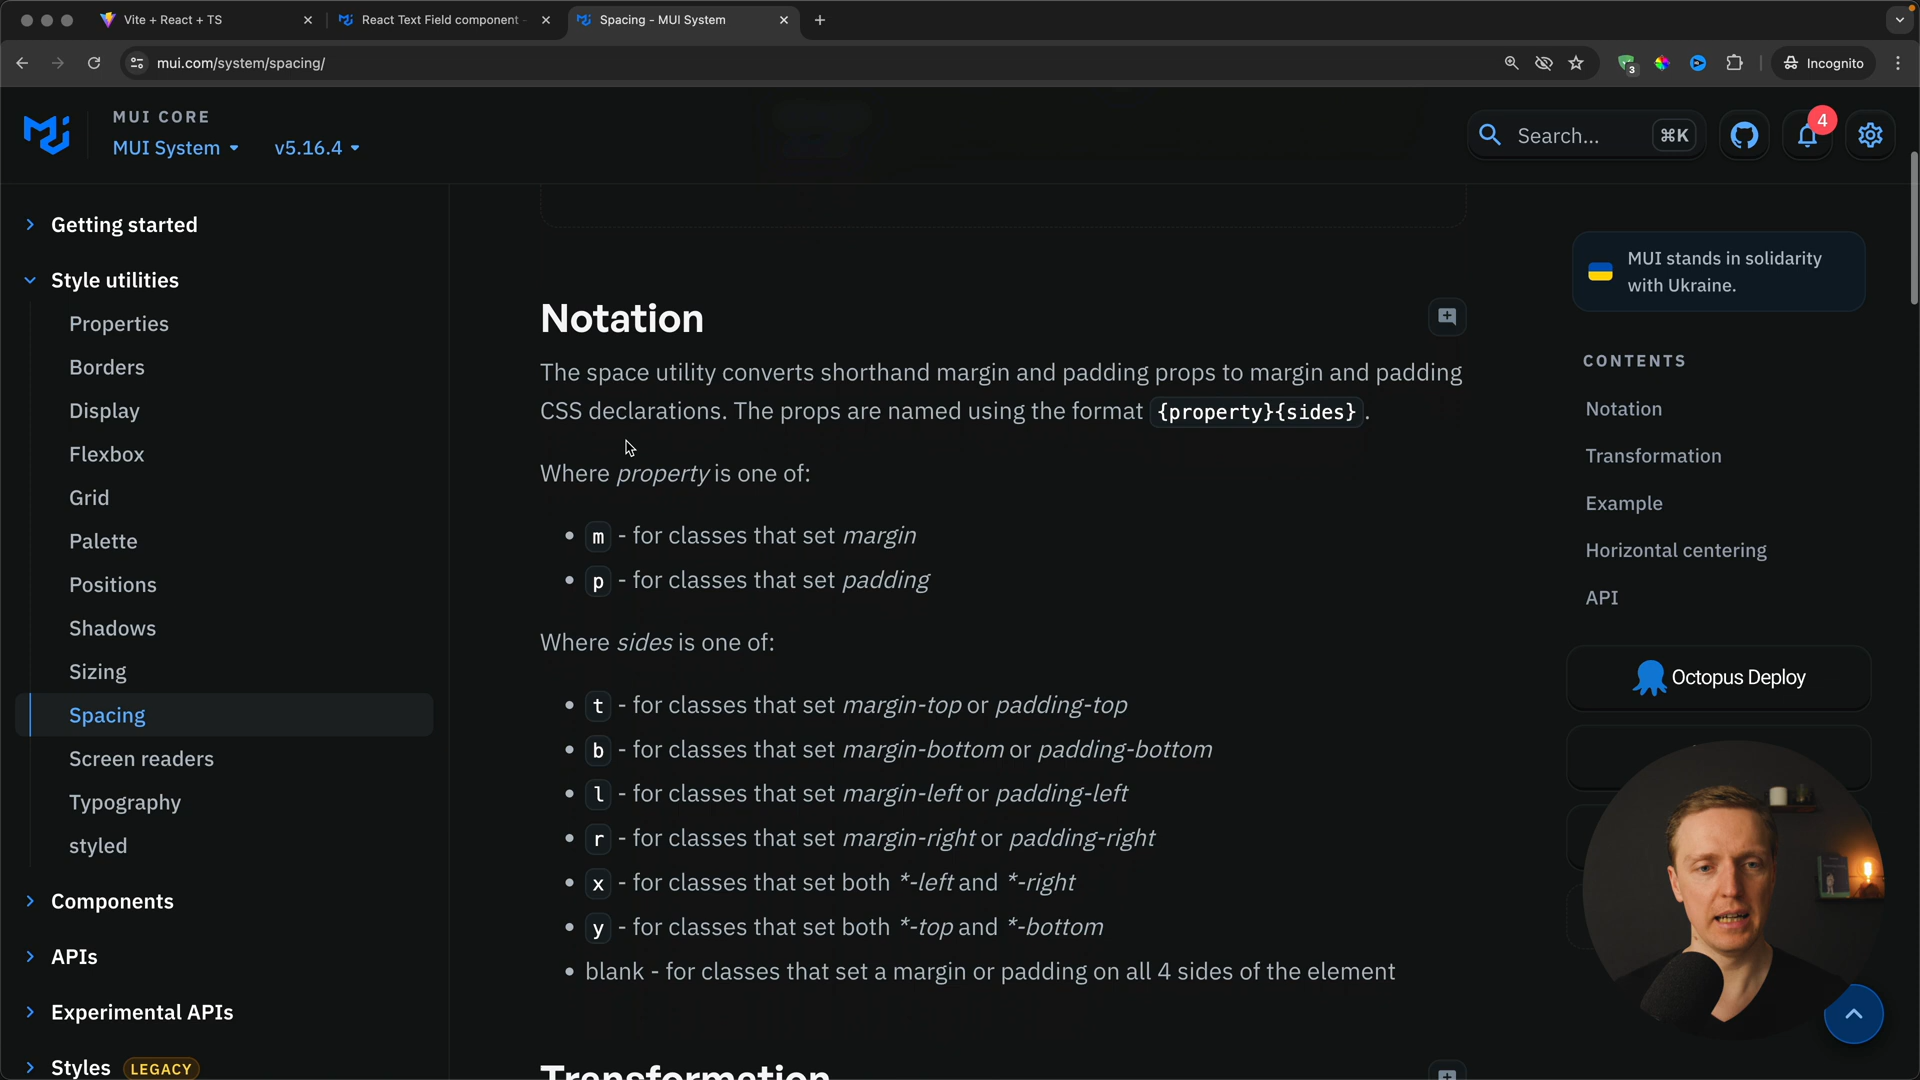 Vite + React + TS
React Text Field component -
Spacing - MUI System
mui.com/system/spacing/
3
Incognito
MUI CORE
MUI System
v5.16.4
Search...
⌘K
4
Getting started
Style utilities
Properties
Borders
Display
Flexbox
Grid
Palette
Positions
Shadows
Sizing
Spacing
Screen readers
Typography
styled
Components
APIs
Experimental APIs
Styles LEGACY
Notation
The space utility converts shorthand margin and padding props to margin and padding
CSS declarations. The props are named using the format {property}{sides}.
Where property is one of:
• m - for classes that set margin
• p - for classes that set padding
Where sides is one of:
• t - for classes that set margin-top or padding-top
• b - for classes that set margin-bottom or padding-bottom
• l - for classes that set margin-left or padding-left
• r - for classes that set margin-right or padding-right
• x - for classes that set both *-left and *-right
• y - for classes that set both *-top and *-bottom
• blank - for classes that set a margin or padding on all 4 sides of the element
Transformation
MUI stands in solidarity
with Ukraine.
CONTENTS
Notation
Transformation
Example
Horizontal centering
API
Octopus Deploy